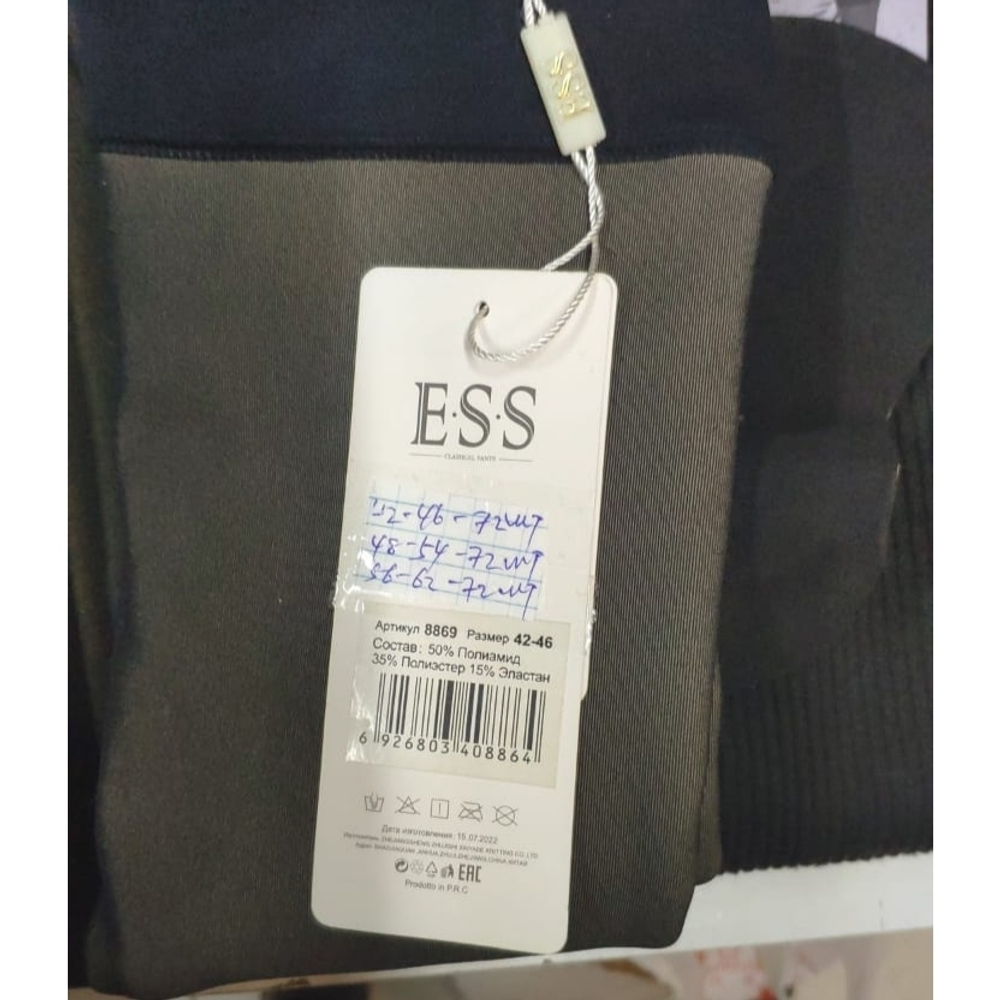 ESS
E·S·S
CLASSICAL PANTS
42-46-72шт
48-54-72шт
56-62-72шт
Артикул 8869 Размер 42-46
Состав: 50% Полиамид
35% Полиэстер 15% Эластан
6 926803 408864
Дата изготовления: 15.07.2022
EAC
Prodotto in P.R.C